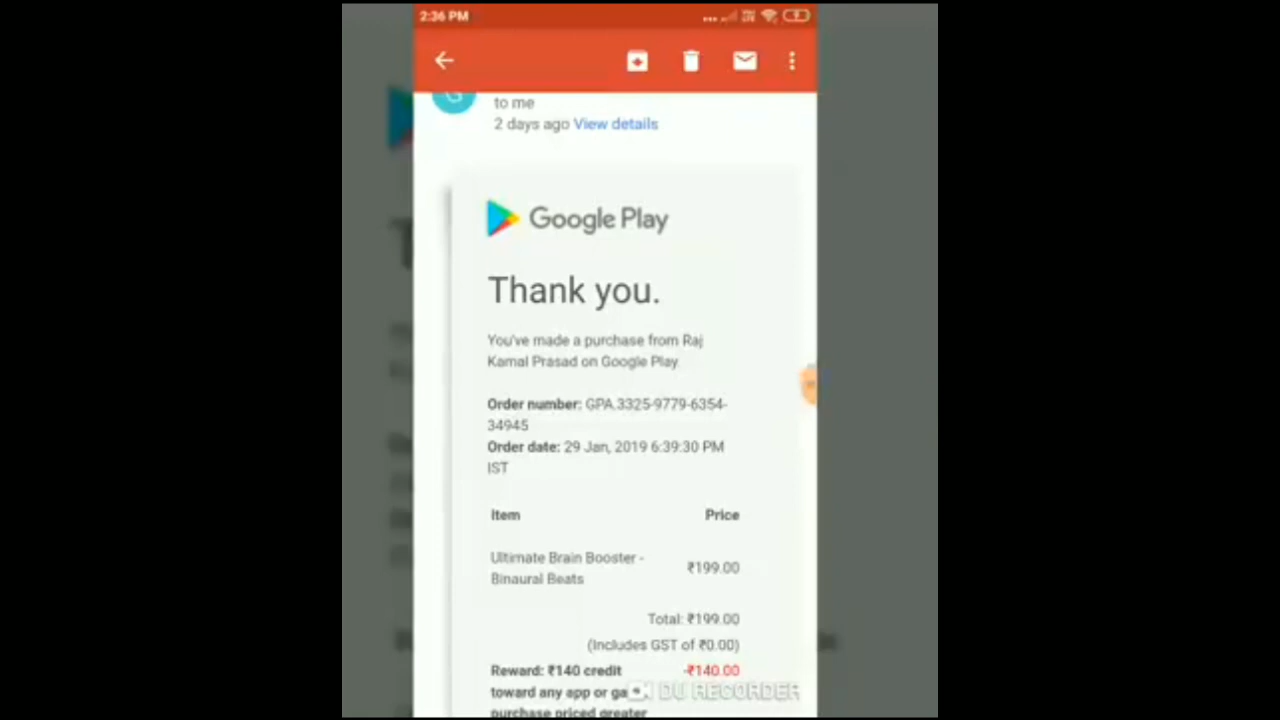 2:36 PM
to me
2 days ago View details
Google Play
Thank you.
You've made a purchase from Raj
Kamal Prasad on Google Play.
Order number: GPA.3325-9779-6354-
34945
Order date: 29 Jan, 2019 6:39:30 PM
IST
Item Price
Ultimate Brain Booster -
Binaural Beats
₹199.00
Total: ₹199.00
(Includes GST of ₹0.00)
Reward: ₹140 credit -₹140.00
toward any app or ga
DU RECORDER
purchase priced greater